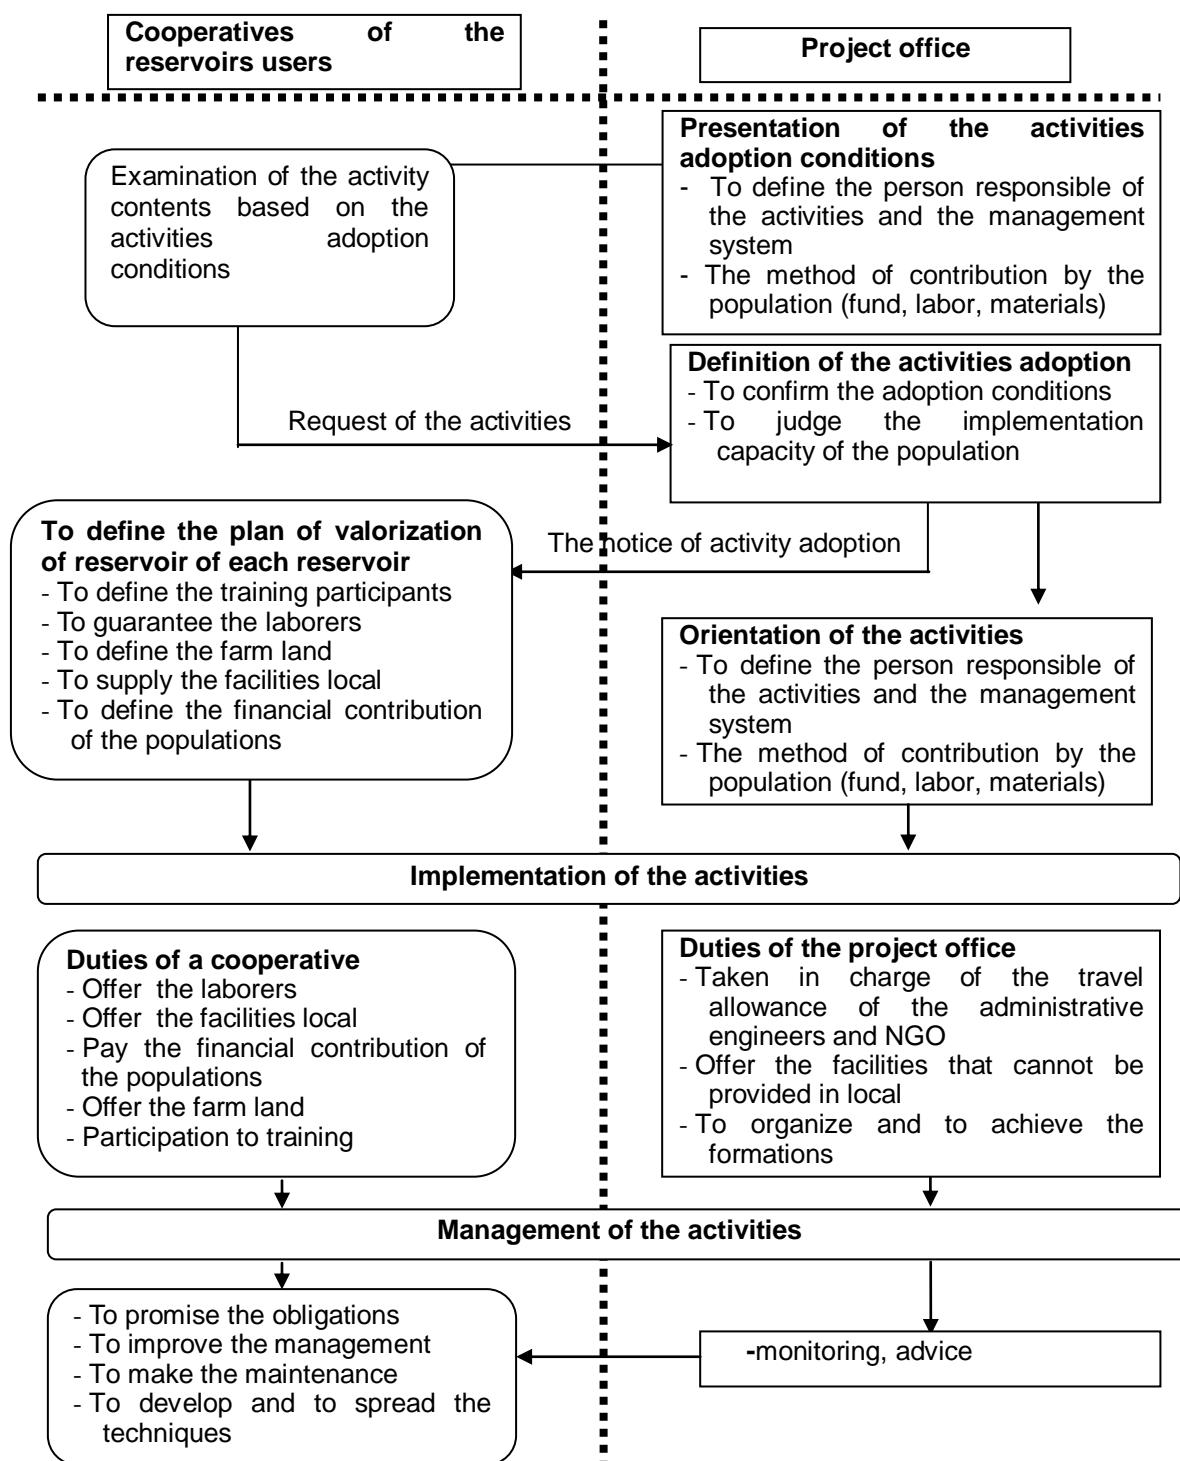 Cooperatives of the
reservoirs users
Project office
Presentation of the activities
adoption conditions
- To define the person responsible of
the activities and the management
system
- The method of contribution by the
population (fund, labor, materials)
Examination of the activity
contents based on the
activities adoption
conditions
Definition of the activities adoption
- To confirm the adoption conditions
- To judge the implementation
capacity of the population
Request of the activities
The notice of activity adoption
To define the plan of valorization
of reservoir of each reservoir
- To define the training participants
- To guarantee the laborers
- To define the farm land
- To supply the facilities local
- To define the financial contribution
of the populations
Orientation of the activities
- To define the person responsible of
the activities and the management
system
- The method of contribution by the
population (fund, labor, materials)
Implementation of the activities
Duties of a cooperative
- Offer the laborers
- Offer the facilities local
- Pay the financial contribution of
the populations
- Offer the farm land
- Participation to training
Duties of the project office
- Taken in charge of the travel
allowance of the administrative
engineers and NGO
- Offer the facilities that cannot be
provided in local
- To organize and to achieve the
formations
Management of the activities
- To promise the obligations
- To improve the management
- To make the maintenance
- To develop and to spread the
techniques
-monitoring, advice